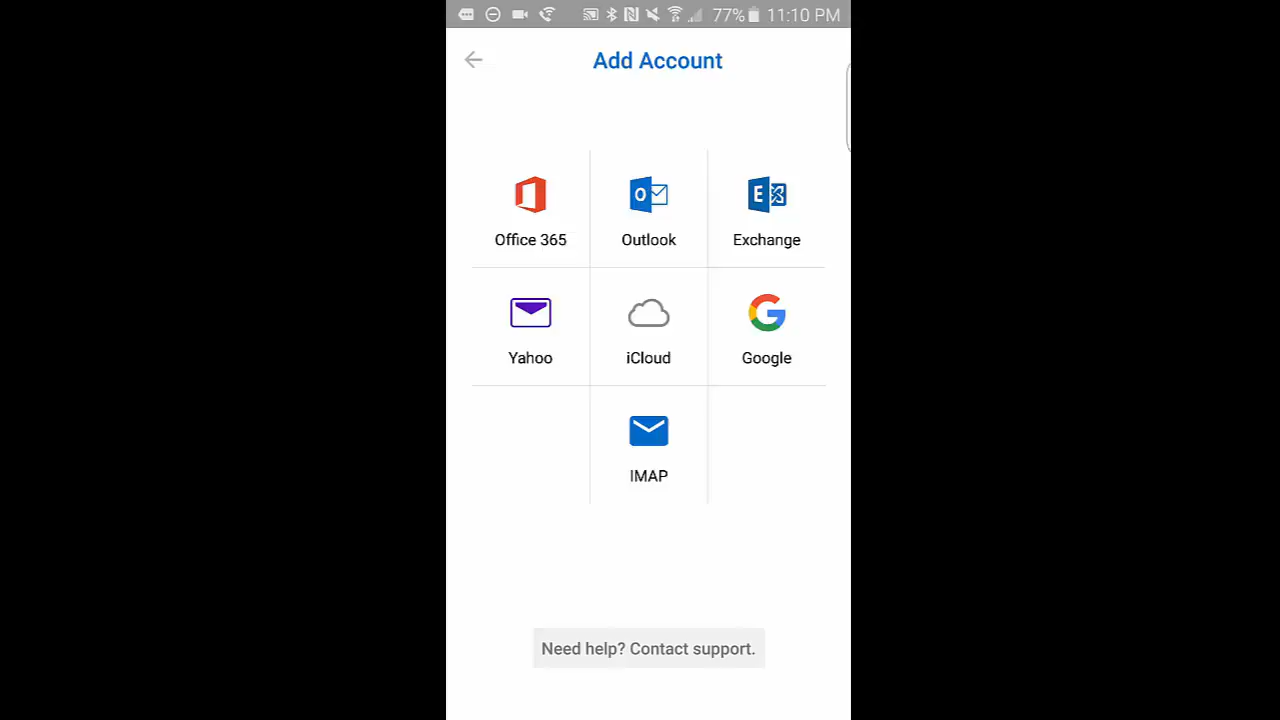 77% 11:10 PM
Add Account
Office 365
Outlook
Exchange
Yahoo
iCloud
Google
IMAP
Need help? Contact support.